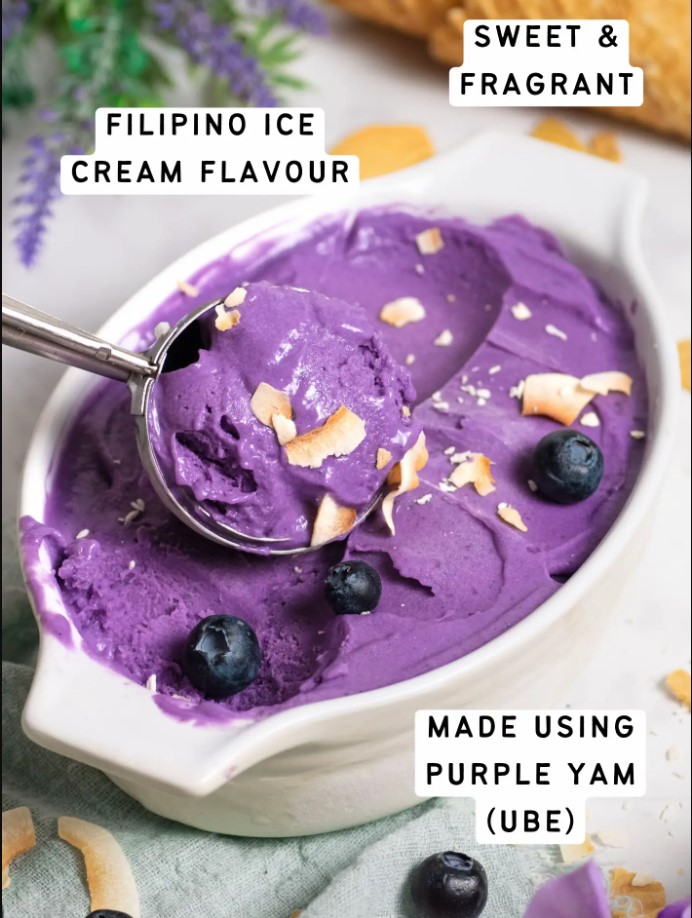 SWEET &
FRAGRANT
FILIPINO ICE
CREAM FLAVOUR
MADE USING
PURPLE YAM
(UBE)